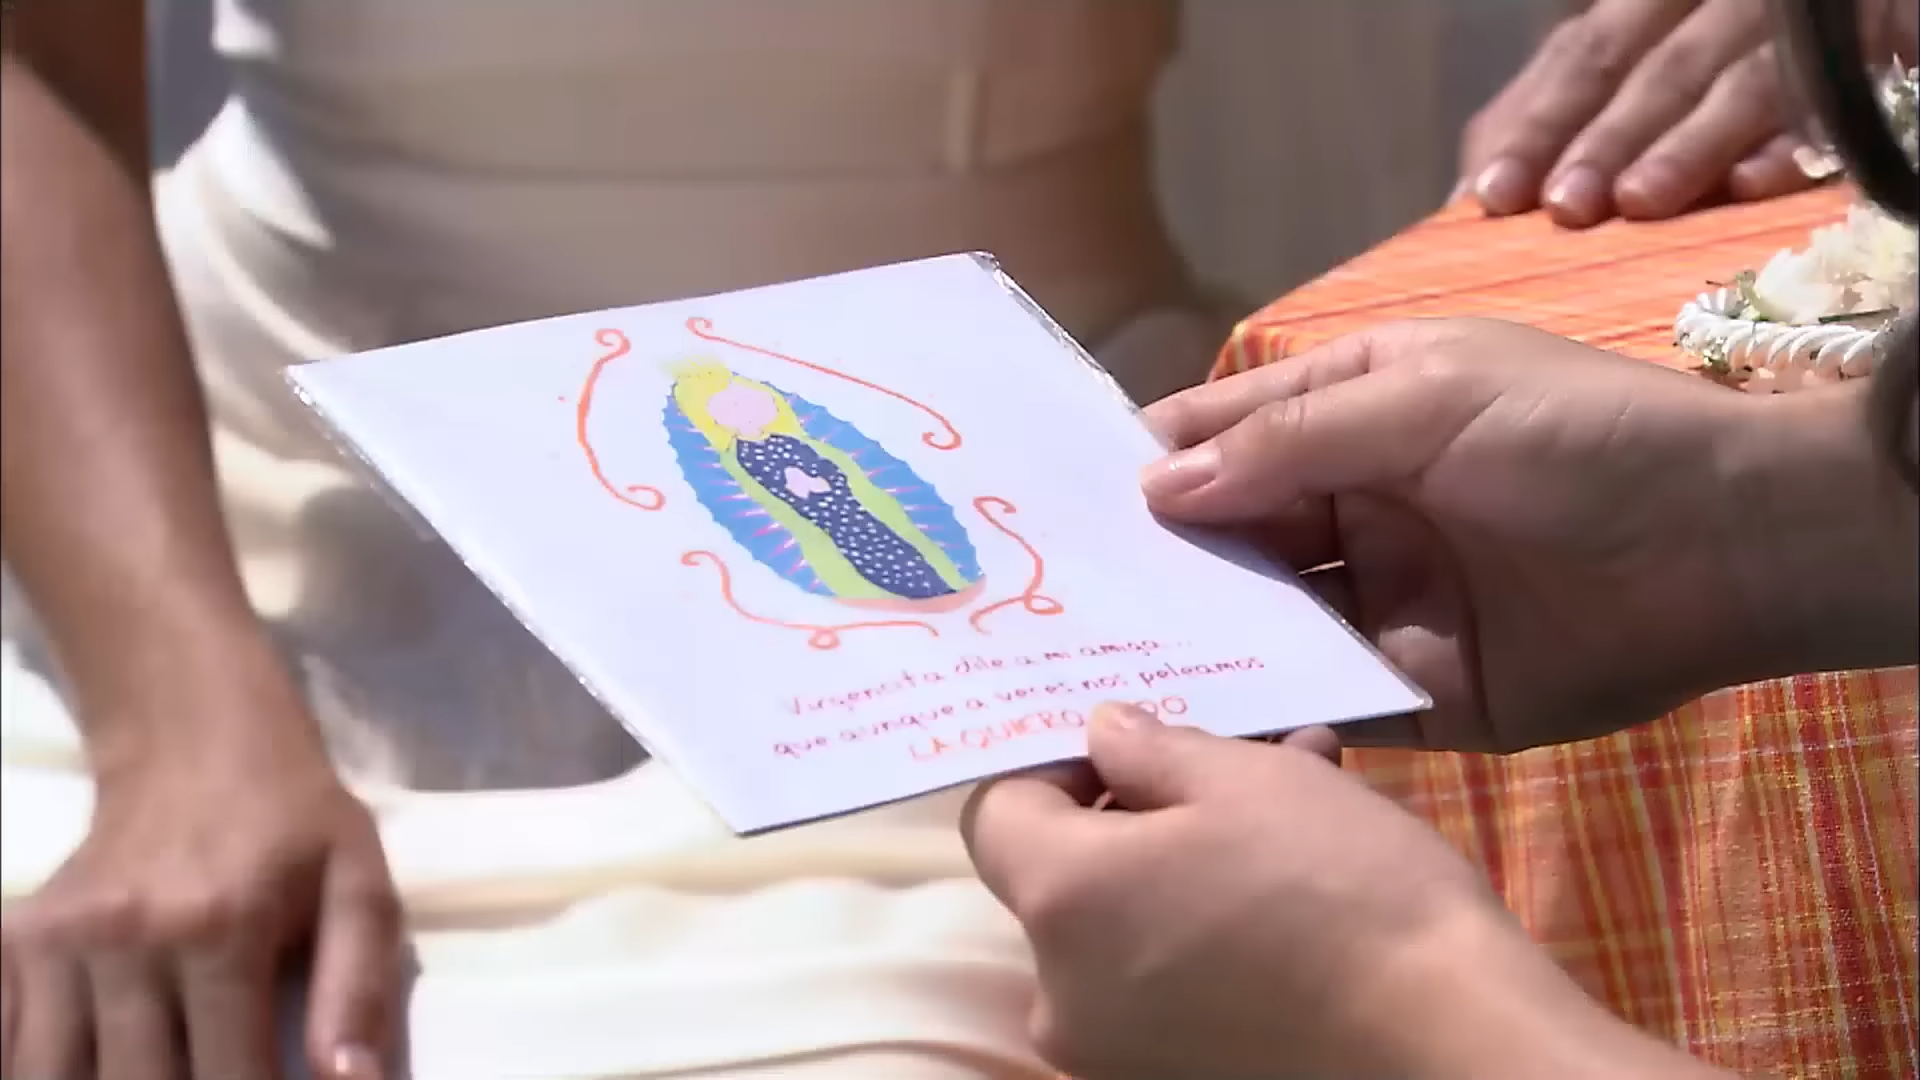 Virgencita dile a mi amiga...
que aunque a veces nos peleamos
LA QUIERO